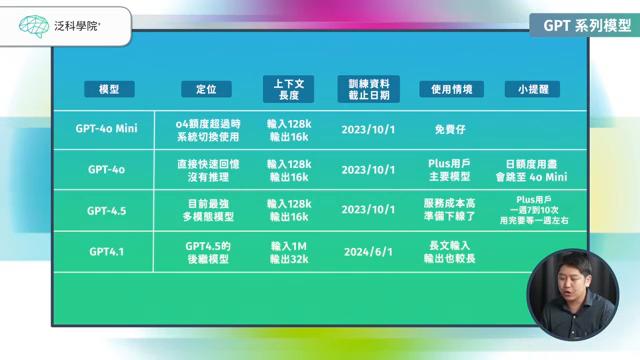 泛科學院+
GPT 系列模型
模型
定位
上下文
長度
訓練資料
截止日期
使用情境
小提醒
GPT-4o Mini
o4額度超過時
系統切換使用
輸入128k
輸出16k
2023/10/1
免費仔
GPT-4o
直接快速回憶
沒有推理
輸入128k
輸出16k
2023/10/1
Plus用戶
主要模型
日額度用盡
會跳至 4o Mini
GPT-4.5
目前最強
多模態模型
輸入128k
輸出16k
2023/10/1
服務成本高
準備下線了
Plus用戶
一週7到10次
用完要等一週左右
GPT4.1
GPT4.5的
後繼模型
輸入1M
輸出32k
2024/6/1
長文輸入
輸出也較長